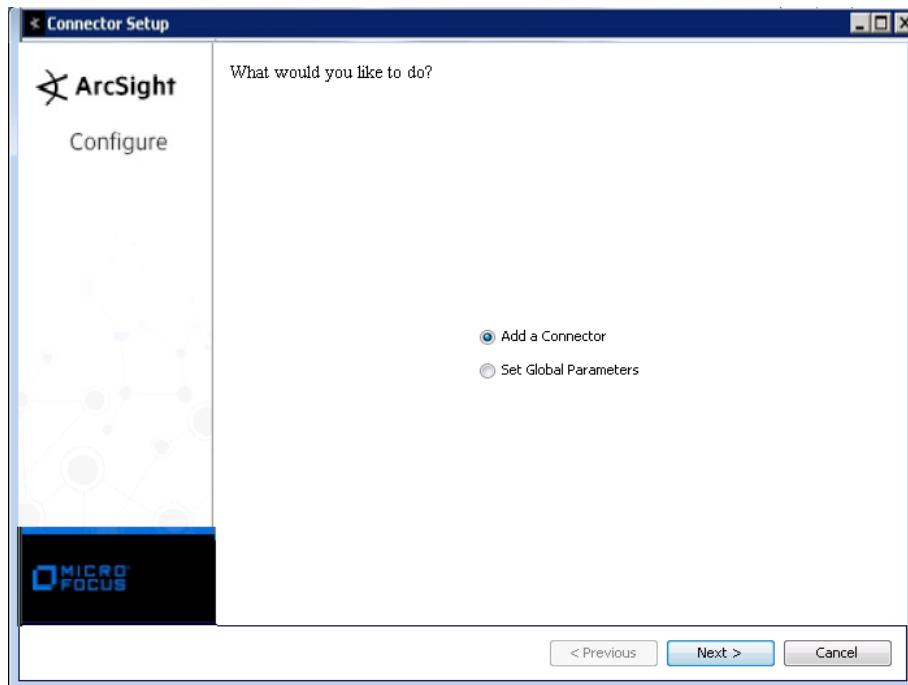 Connector Setup
ArcSight
Configure
What would you like to do?
Add a Connector
Set Global Parameters
MICRO
FOCUS
< Previous
Next >
Cancel